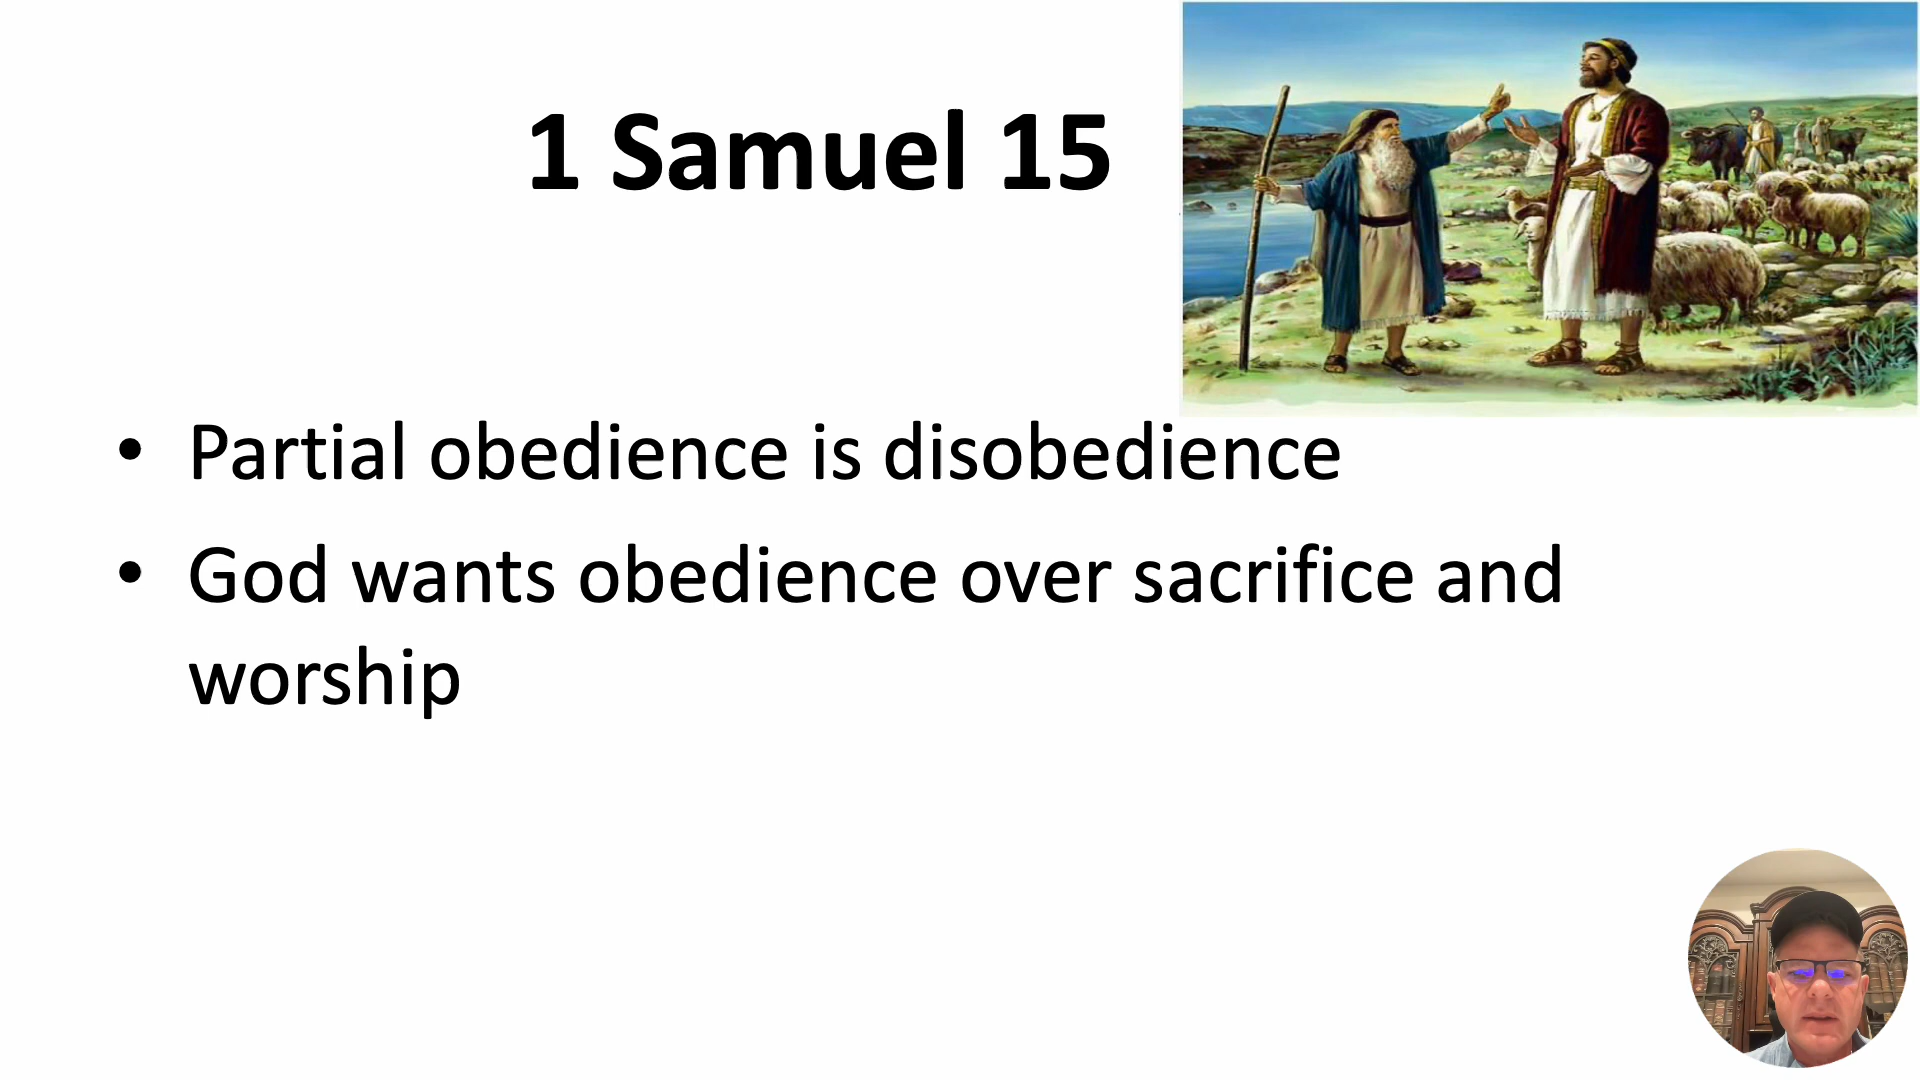 1 Samuel 15
• Partial obedience is disobedience
• God wants obedience over sacrifice and
worship